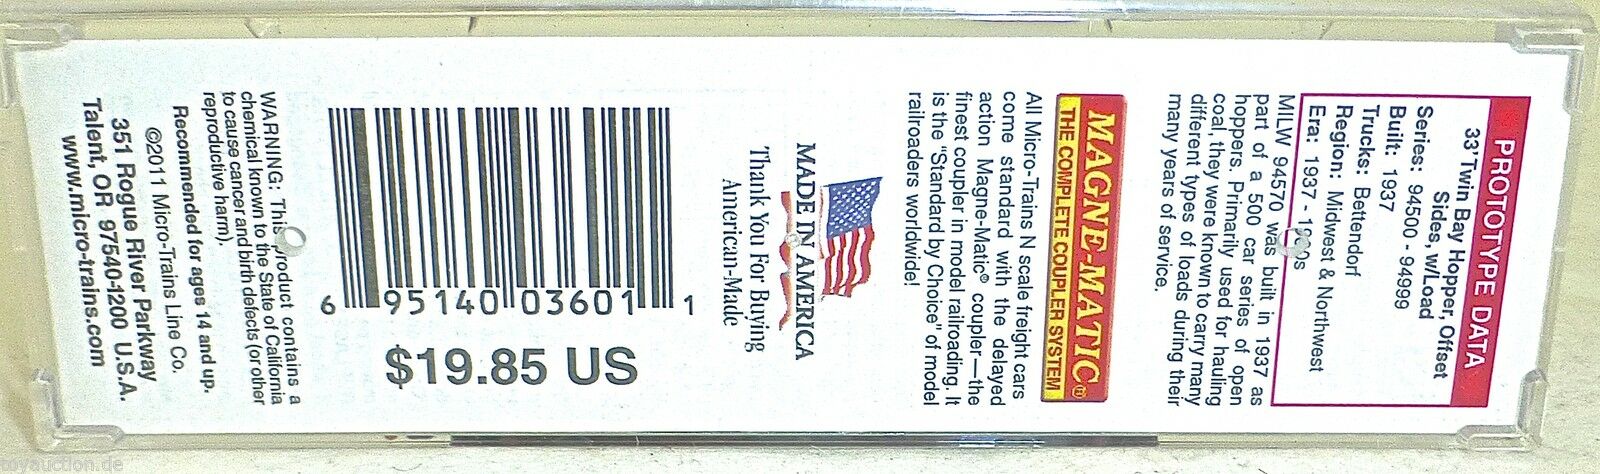 PROTOTYPE DATA
33' Twin Bay Hopper, Offset
Sides, w/Load
Series: 94500 - 94999
Built: 1937
Trucks: Bettendorf
Region: Midwest & Northwest
Era: 1937 - 19 0s
MILW 94570 was built in 1937 as
part of a 500 car series of open
hoppers. Primarily used for hauling
coal, they were known to carry many
different types of loads during their
many years of service.
MAGNE-MATIC®
THE COMPLETE COUPLER SYSTEM
All Micro-Trains N scale freight cars
come standard with the delayed
action Magne-Matic® coupler—the
finest coupler in model railroading. It
is the "Standard by Choice" of model
railroaders worldwide!
MADE IN AMERICA
Thank You For Buying
American-Made
6 95140 03601 1
$19.85 US
WARNING: This product contains a
chemical known to the State of California
to cause cancer and birth defects (or other
reproductive harm).
Recommended for ages 14 and up.
©2011 Micro-Trains Line Co.
351 Rogue River Parkway
Talent, OR 97540-1200 U.S.A.
www.micro-trains.com
toyauction.de